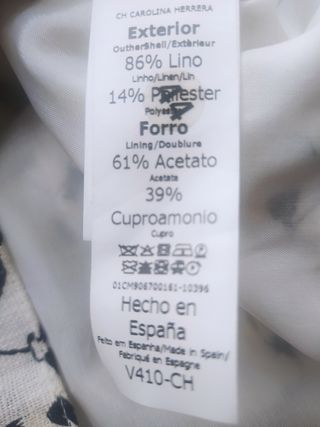 CH CAROLINA HERRERA
Exterior
OutherShell/Extérieur
86% Lino
Linho/Linen/Lin
14% Poliester
Polyester
Forro
Lining/Doublure
61% Acetato
Acetate
39%
Cuproamonio
Cupro
01CM906700161-10396
Hecho en
España
Feito em Espanha/Made in Spain/
Fabriqué en Espagne
V410-CH